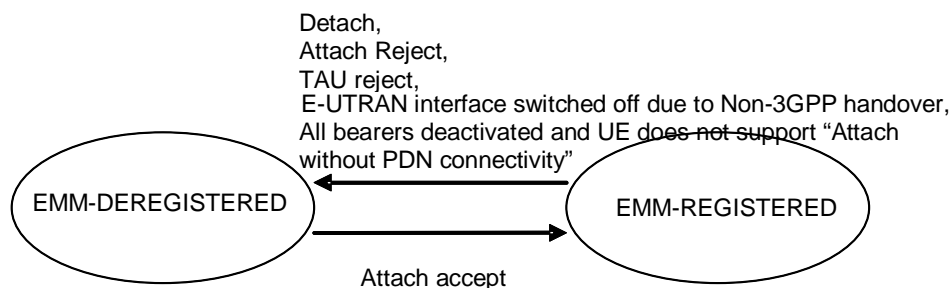 Detach,
Attach Reject,
TAU reject,
E-UTRAN interface switched off due to Non-3GPP handover,
All bearers deactivated and UE does not support “Attach
without PDN connectivity”
EMM-DEREGISTERED
EMM-REGISTERED
Attach accept